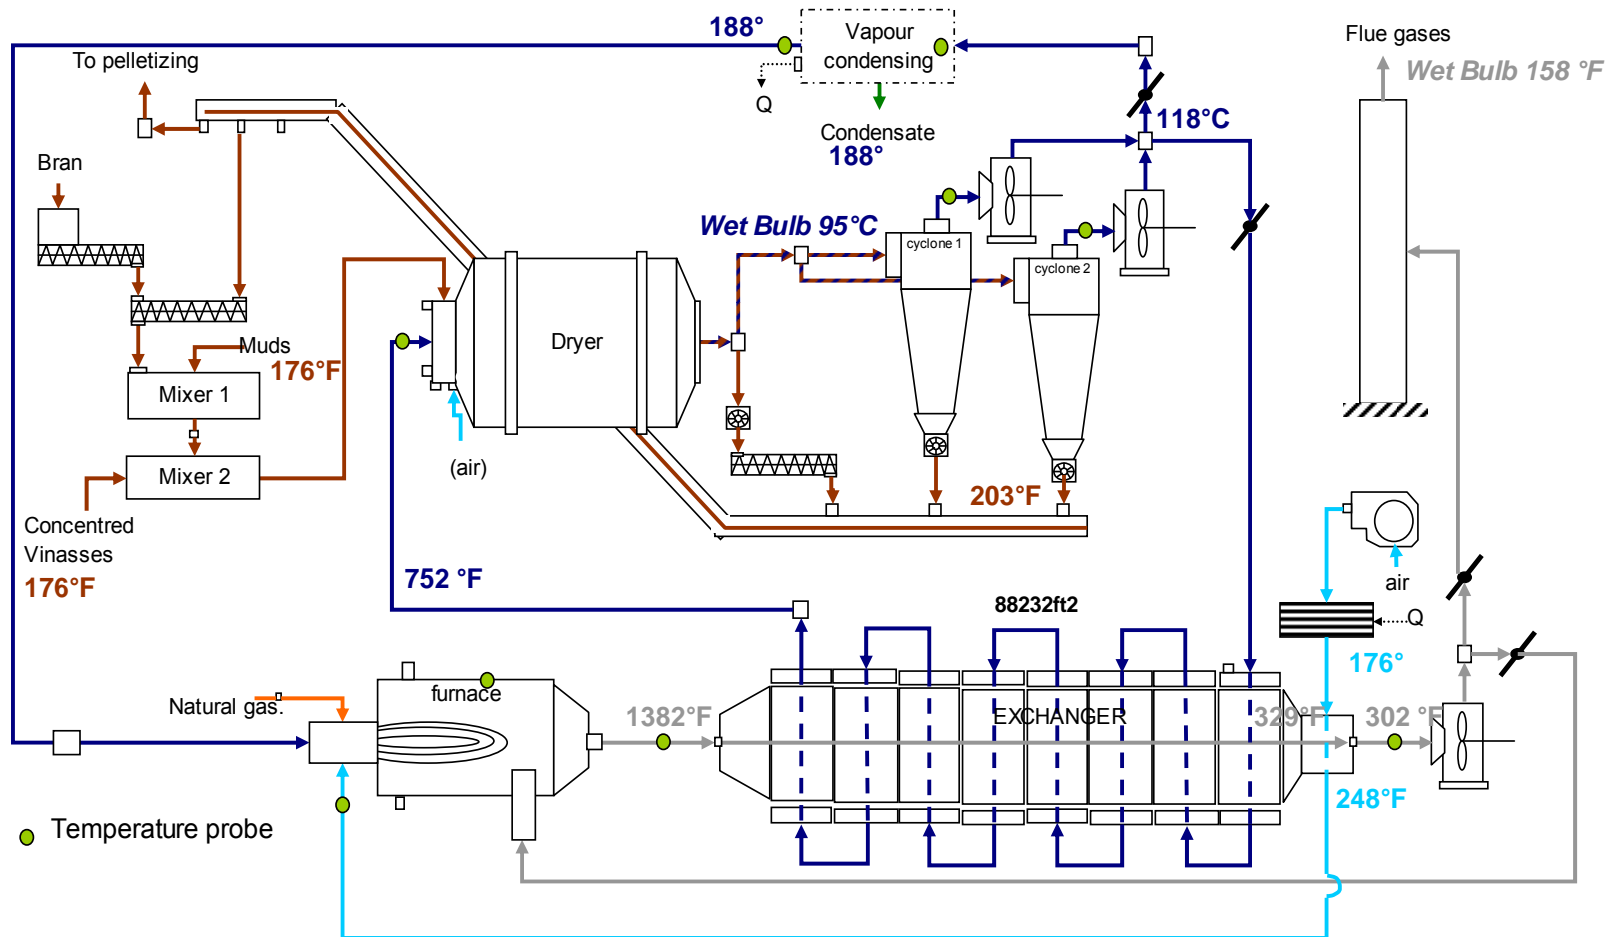 188°
Vapour
condensing
Flue gases
Wet Bulb 158 °F
To pelletizing
Q
118°C
Condensate
188°
Bran
Wet Bulb 95°C
cyclone 1
cyclone 2
Dryer
Muds
176°F
Mixer 1
Mixer 2
(air)
203°F
Concentred
Vinasses
176°F
752 °F
air
88232ft2
Q
176°
furnace
Natural gas.
1382°F
EXCHANGER
329°F
302 °F
248°F
Temperature probe